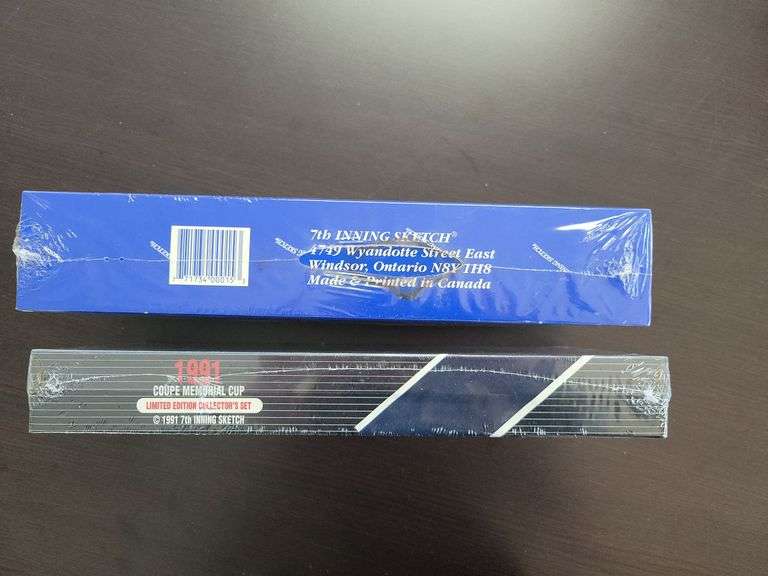 7th INNING SKETCH®
4749 Wyandotte Street East
Windsor, Ontario N8Y 1H8
Made & Printed in Canada
1991
COUPE MEMORIAL CUP
LIMITED EDITION COLLECTOR'S SET
© 1991 7th INNING SKETCH